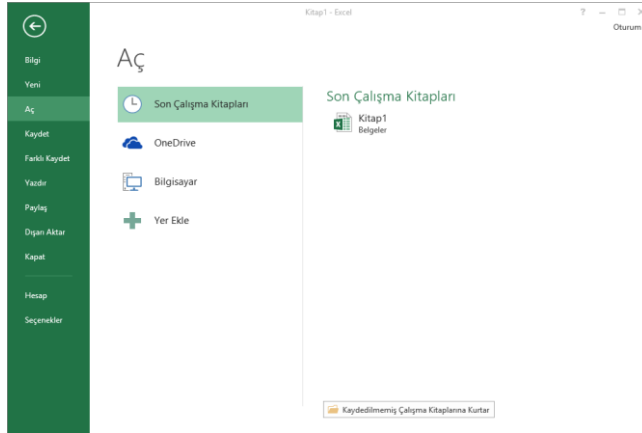 Kitap1 - Excel
?
Oturum
Bilgi
Yeni
Aç
Kaydet
Farklı Kaydet
Yazdır
Paylaş
Dışarı Aktar
Kapat
Hesap
Seçenekler
Aç
Son Çalışma Kitapları
OneDrive
Bilgisayar
Yer Ekle
Son Çalışma Kitapları
Kitap1
Belgeler
Kaydedilmemiş Çalışma Kitaplarına Kurtar